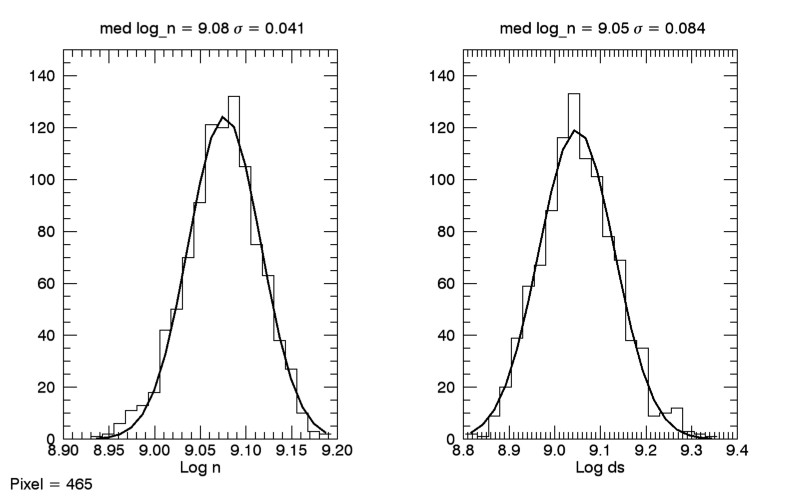 med log_n = 9.08 σ = 0.041
med log_n = 9.05 σ = 0.084
140
120
100
80
60
40
20
0
8.90 8.95 9.00 9.05 9.10 9.15 9.20
Log n
140
120
100
80
60
40
20
0
8.8 8.9 9.0 9.1 9.2 9.3 9.4
Log ds
Pixel = 465